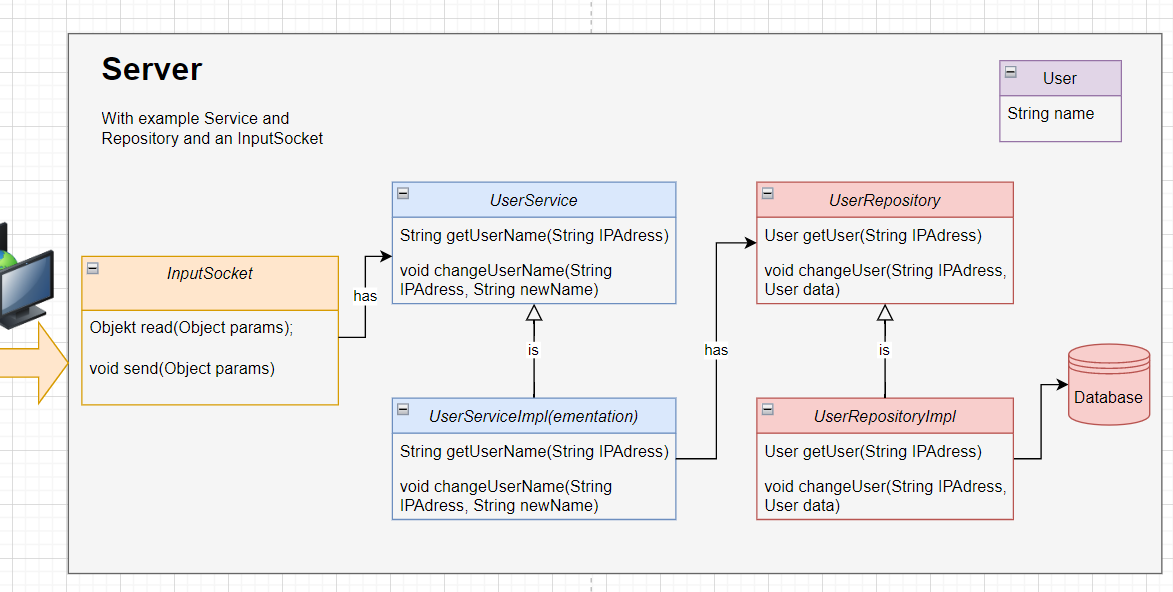 Server
With example Service and
Repository and an InputSocket
User
String name
InputSocket
Objekt read(Object params);
void send(Object params)
has
UserService
String getUserName(String IPAdress)
void changeUserName(String
IPAdress, String newName)
is
UserServiceImpl(ementation)
String getUserName(String IPAdress)
void changeUserName(String
IPAdress, String newName)
has
UserRepository
User getUser(String IPAdress)
void changeUser(String IPAdress,
User data)
is
UserRepositoryImpl
User getUser(String IPAdress)
void changeUser(String IPAdress,
User data)
Database